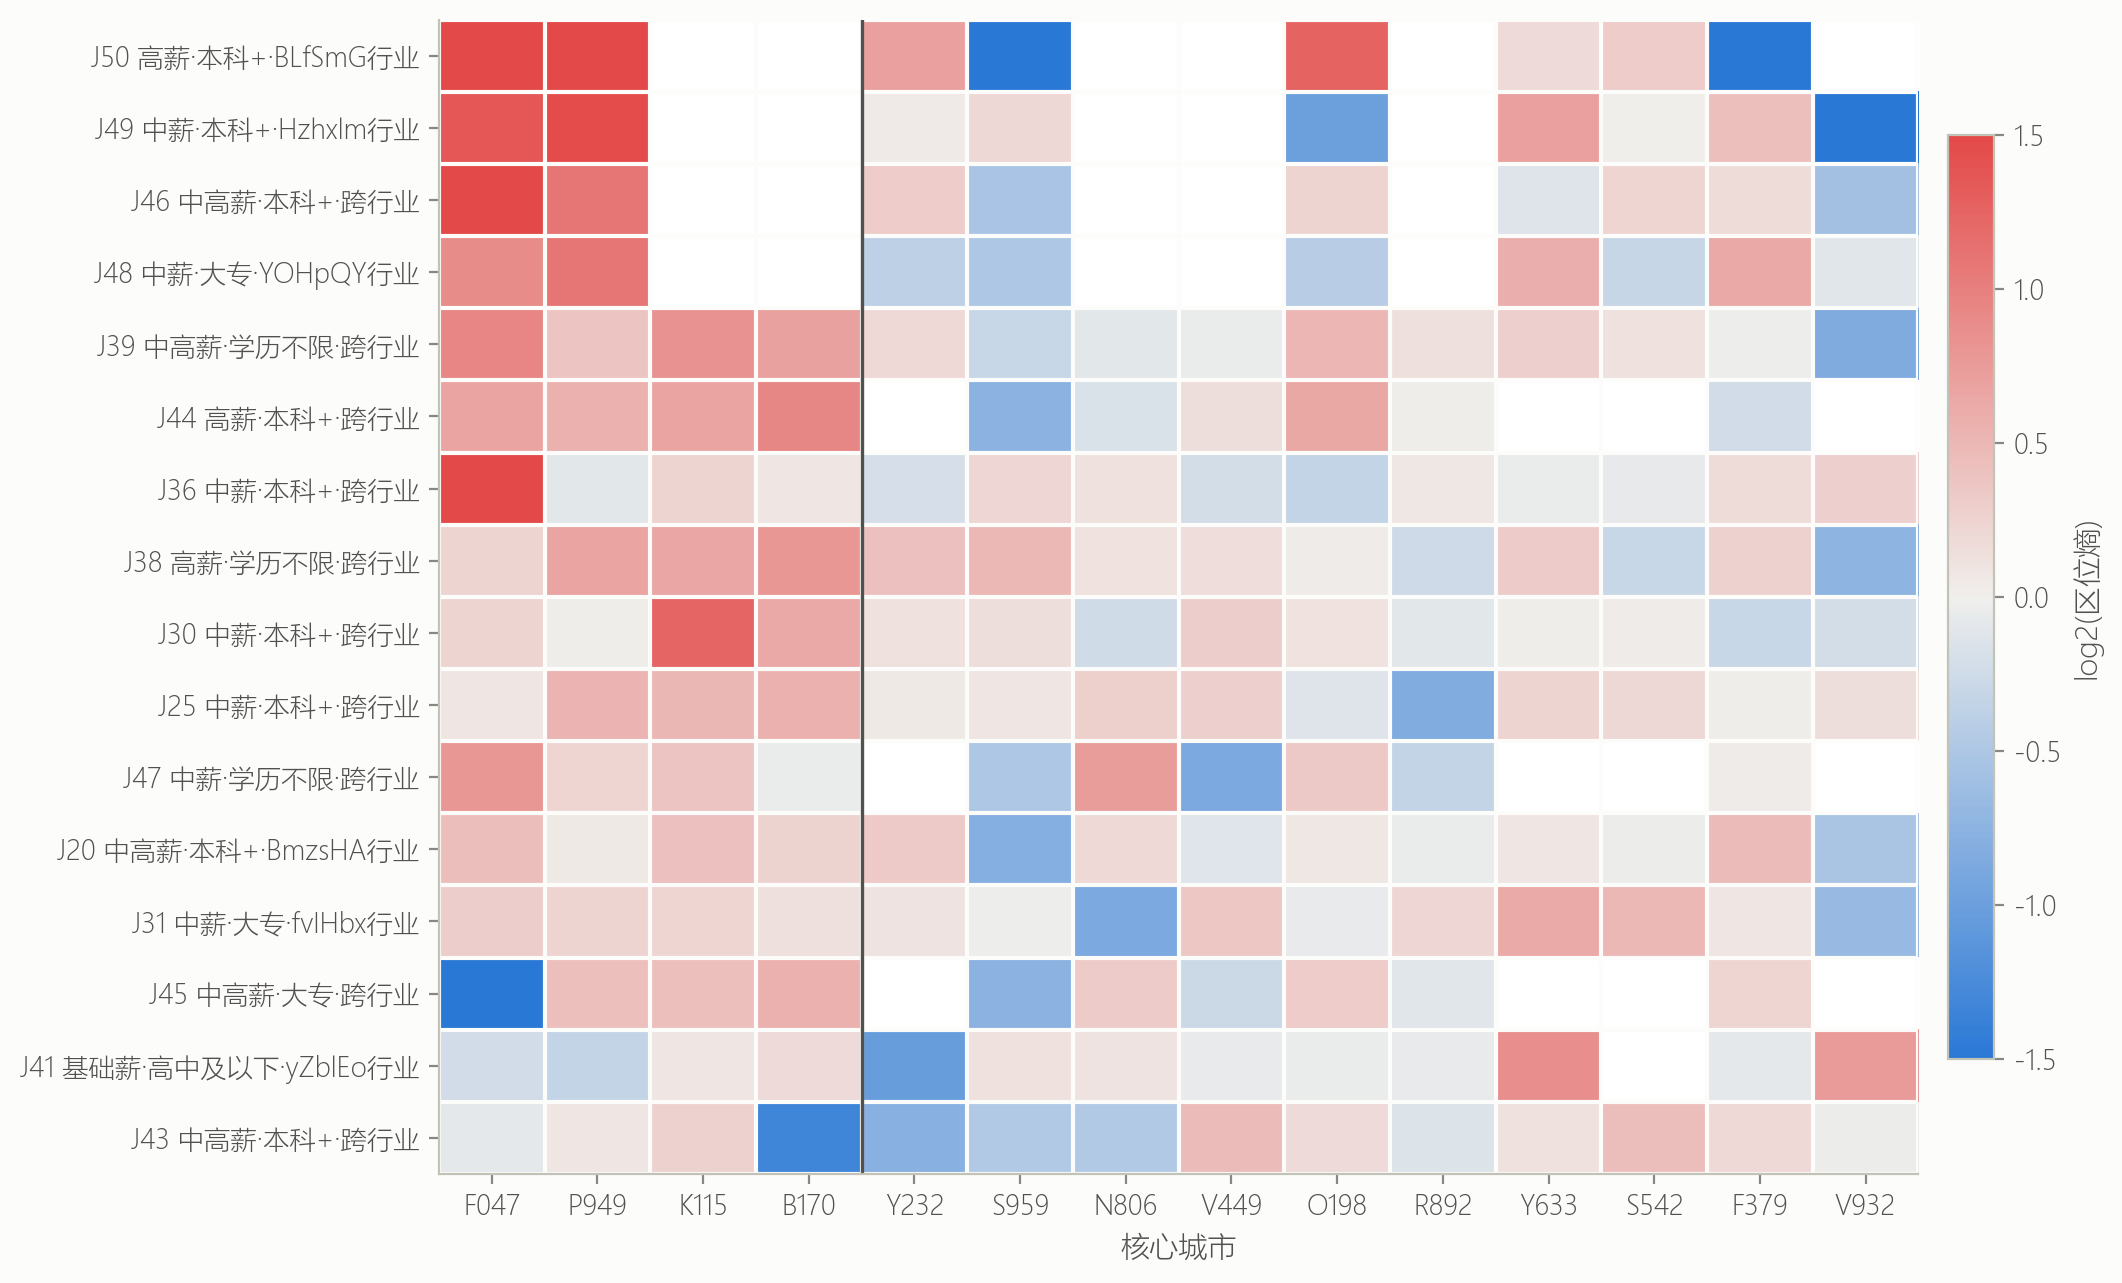 J50 高薪·本科+·BLfSmG行业
J49 中薪·本科+·Hzhxlm行业
J46 中高薪·本科+·跨行业
J48 中薪·大专·YOHpQY行业
J39 中高薪·学历不限·跨行业
J44 高薪·本科+·跨行业
J36 中薪·本科+·跨行业
J38 高薪·学历不限·跨行业
J30 中薪·本科+·跨行业
J25 中薪·本科+·跨行业
J47 中薪·学历不限·跨行业
J20 中高薪·本科+·BmzsHA行业
J31 中薪·大专·fvIHbx行业
J45 中高薪·大专·跨行业
J41 基础薪·高中及以下·yZblEo行业
J43 中高薪·本科+·跨行业
F047 P949 K115 B170 Y232 S959 N806 V449 O198 R892 Y633 S542 F379 V932
核心城市
1.5
1.0
0.5
0.0
-0.5
-1.0
-1.5
log2(区位熵)